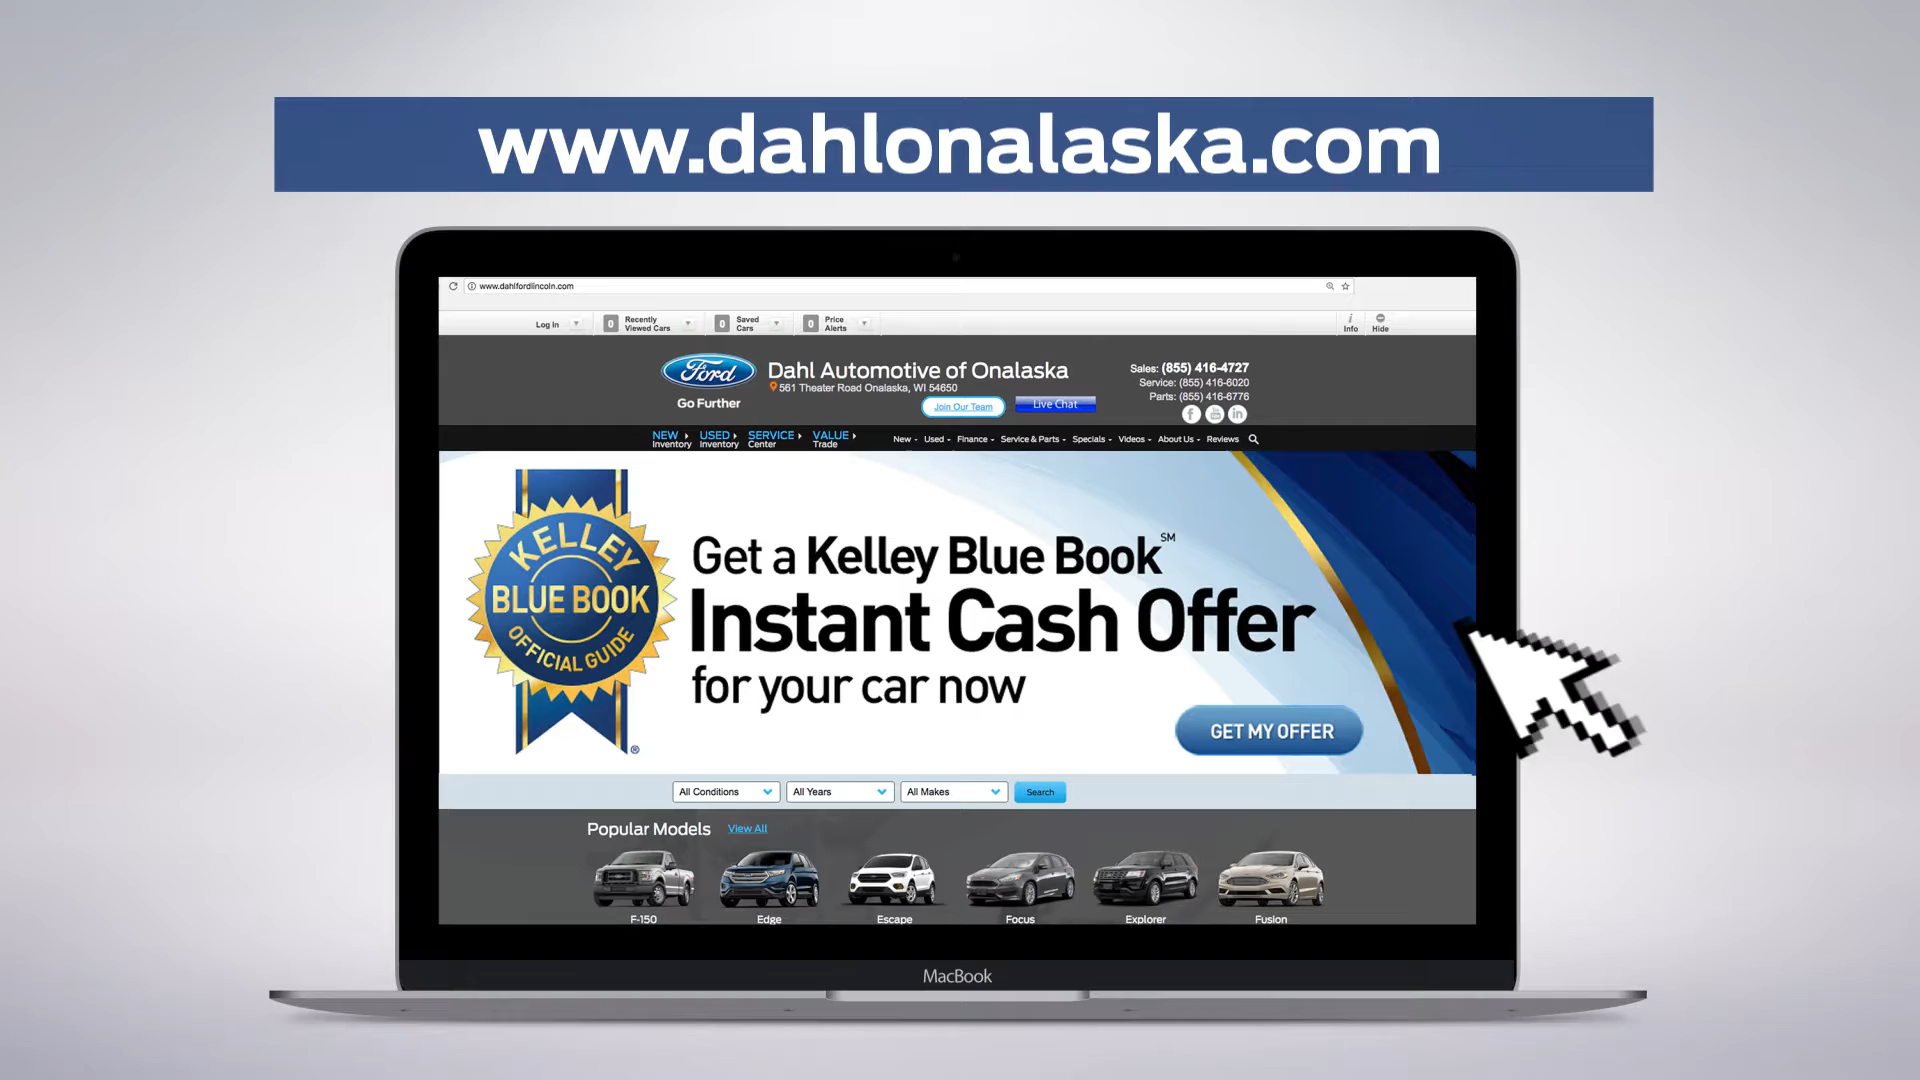 www.dahlonalaska.com
www.dahlfordlincoln.com
Log In
0 Recently Viewed Cars
0 Saved Cars
0 Price Alerts
Info
Hide
Ford
Go Further
Dahl Automotive of Onalaska
561 Theater Road Onalaska, WI 54650
Join Our Team
Live Chat
Sales: (855) 416-4727
Service: (855) 416-6020
Parts: (855) 416-6776
NEW Inventory
USED Inventory
SERVICE Center
VALUE Trade
New Used Finance Service & Parts Specials Videos About Us Reviews
KELLEY
BLUE BOOK
OFFICIAL GUIDE
®
Get a Kelley Blue Book℠
Instant Cash Offer
for your car now
GET MY OFFER
All Conditions All Years All Makes Search
Popular Models View All
F-150 Edge Escape Focus Explorer Fusion
MacBook